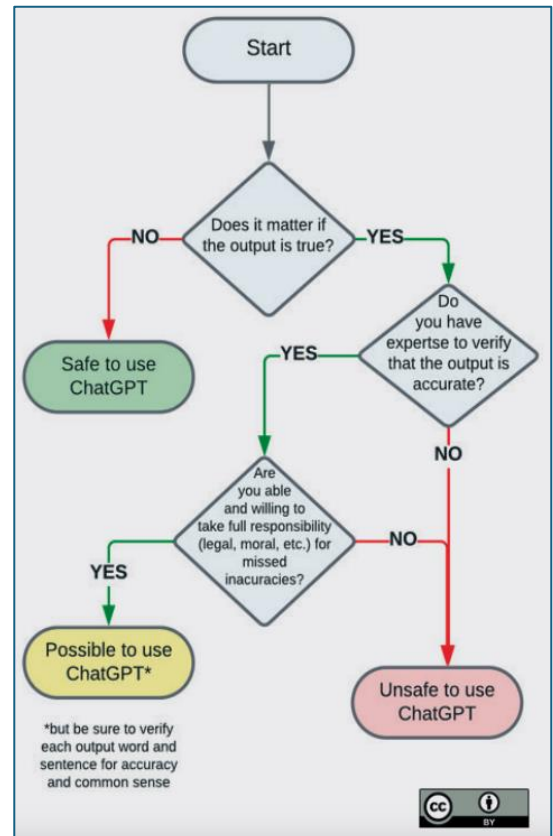 Start
Does it matter if
the output is true?
NO
YES
Safe to use
ChatGPT
Do
you have
expertse to verify
that the output is
accurate?
YES
NO
Are
you able
and willing to
take full responsibility
(legal, moral, etc.) for
missed
inacuracies?
YES
NO
Possible to use
ChatGPT*
Unsafe to use
ChatGPT
*but be sure to verify
each output word and
sentence for accuracy
and common sense
cc
BY